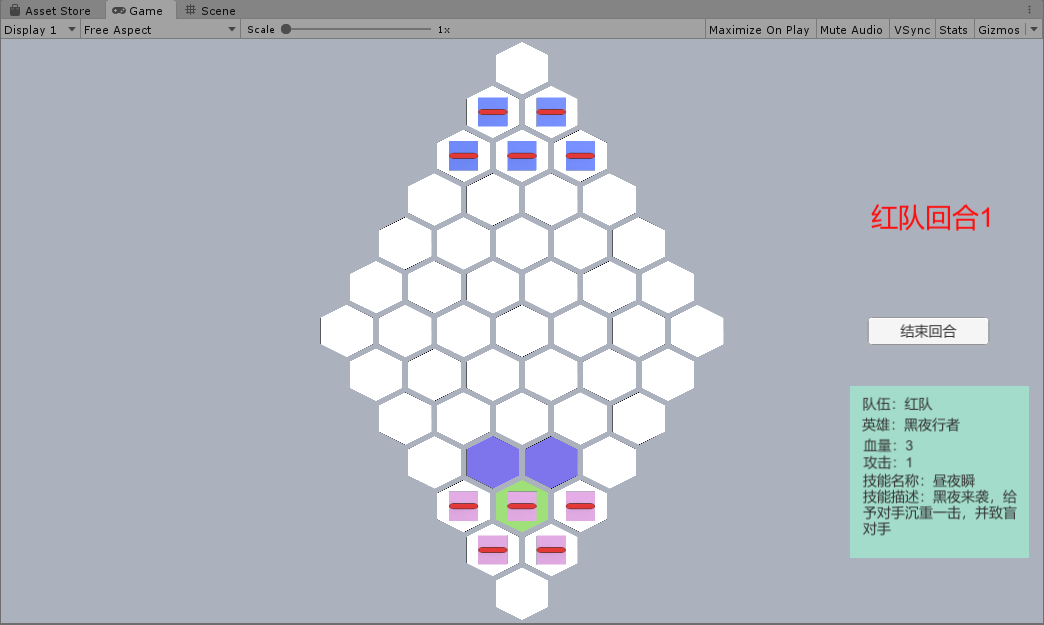 Asset Store
Game
Scene
Display 1
Free Aspect
Scale
1x
Maximize On Play
Mute Audio
VSync
Stats
Gizmos
红队回合1
结束回合
队伍：红队
英雄：黑夜行者
血量：3
攻击：1
技能名称：昼夜瞬
技能描述：黑夜来袭，给
予对手沉重一击，并致盲
对手